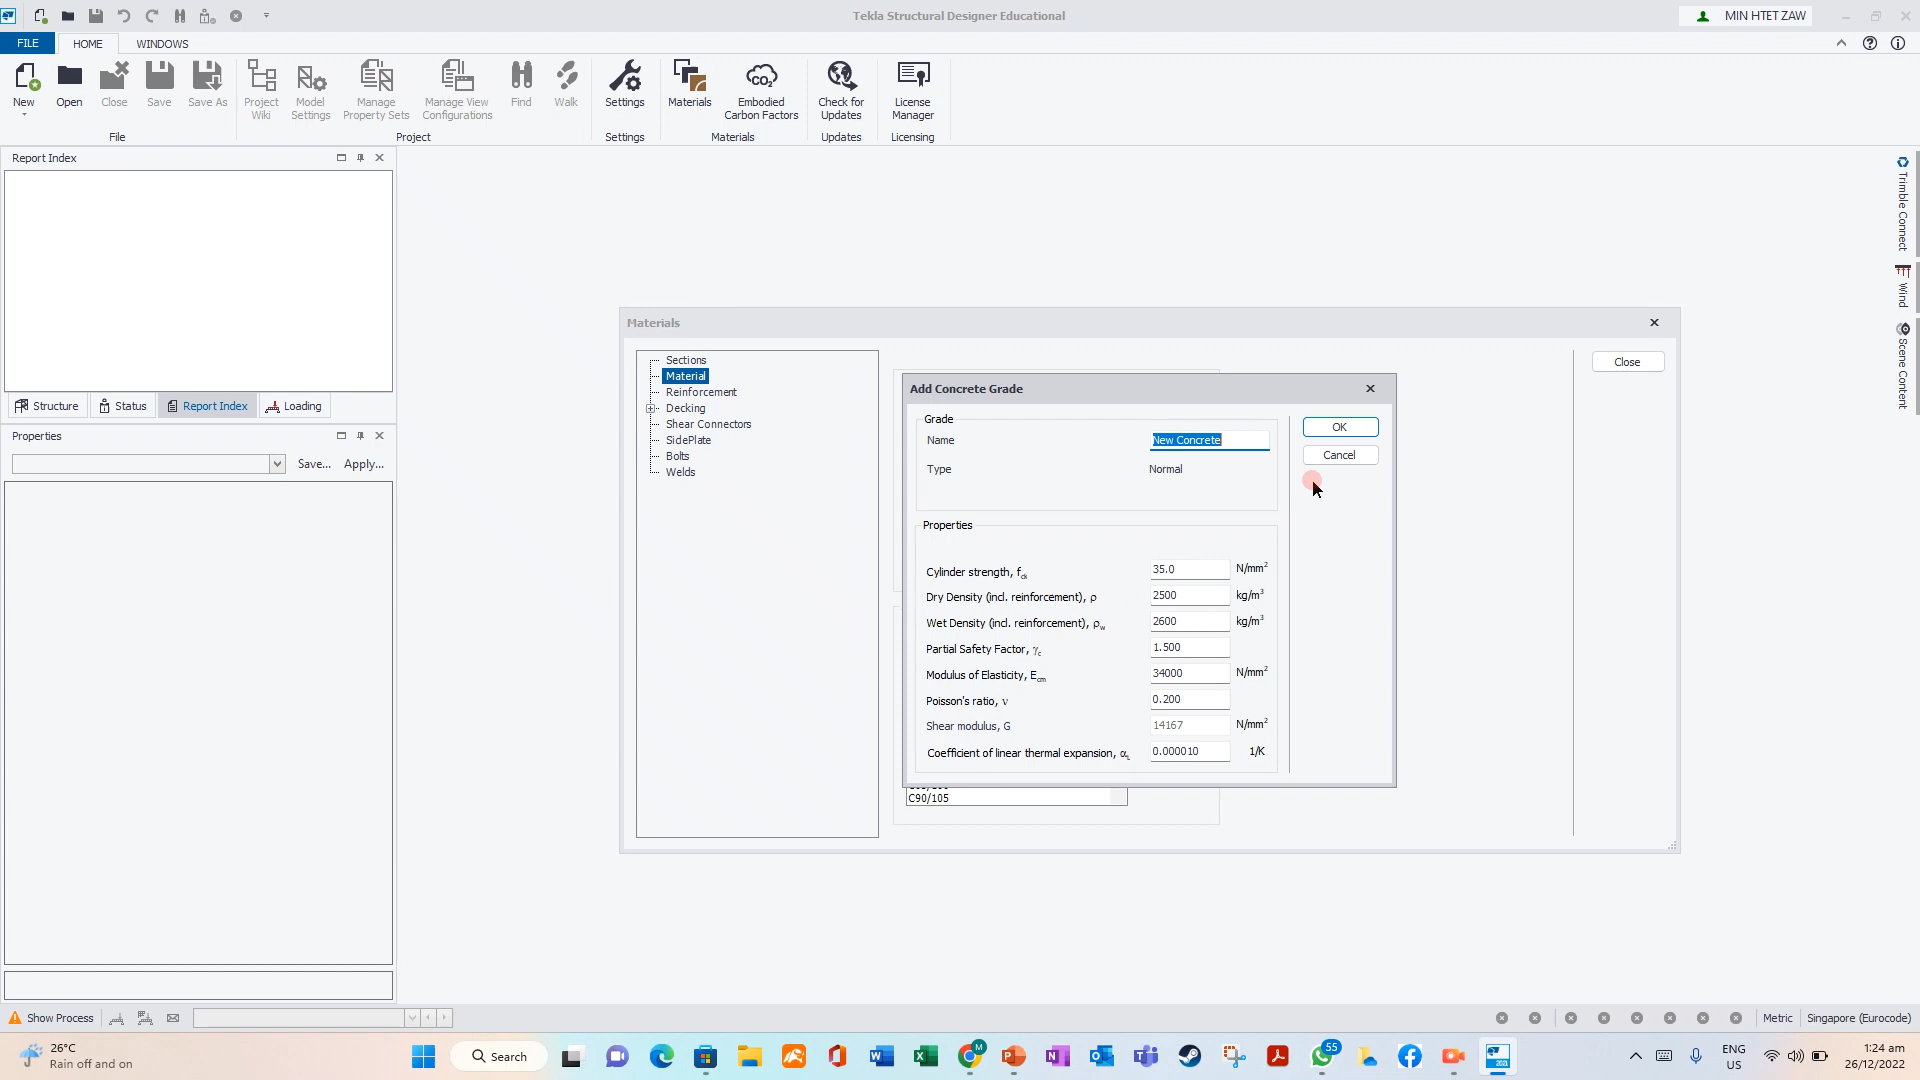 Tekla Structural Designer Educational
MIN HTET ZAW
FILE HOME WINDOWS
New Open Close Save Save As
Project Wiki
Model Settings
Manage Property Sets
Manage View Configurations
Find Walk
Settings
Materials
Embodied Carbon Factors
Check for Updates
License Manager
File Project Settings Materials Updates Licensing
Report Index
Structure Status Report Index Loading
Properties
Save... Apply...
Trimble Connect
Wind
Scene Content
Materials
Sections
Material
Reinforcement
Decking
Shear Connectors
SidePlate
Bolts
Welds
Close
Add Concrete Grade
Grade
Name New Concrete
Type Normal
OK
Cancel
Properties
Cylinder strength, fck 35.0 N/mm²
Dry Density (incl. reinforcement), ρ 2500 kg/m³
Wet Density (incl. reinforcement), ρw 2600 kg/m³
Partial Safety Factor, γc 1.500
Modulus of Elasticity, Ecm 34000 N/mm²
Poisson's ratio, ν 0.200
Shear modulus, G 14167 N/mm²
Coefficient of linear thermal expansion, αL 0.000010 1/K
C90/105
Show Process
Metric Singapore (Eurocode)
26°C
Rain off and on
Search
M
55
2021
ENG
US
1:24 am
26/12/2022